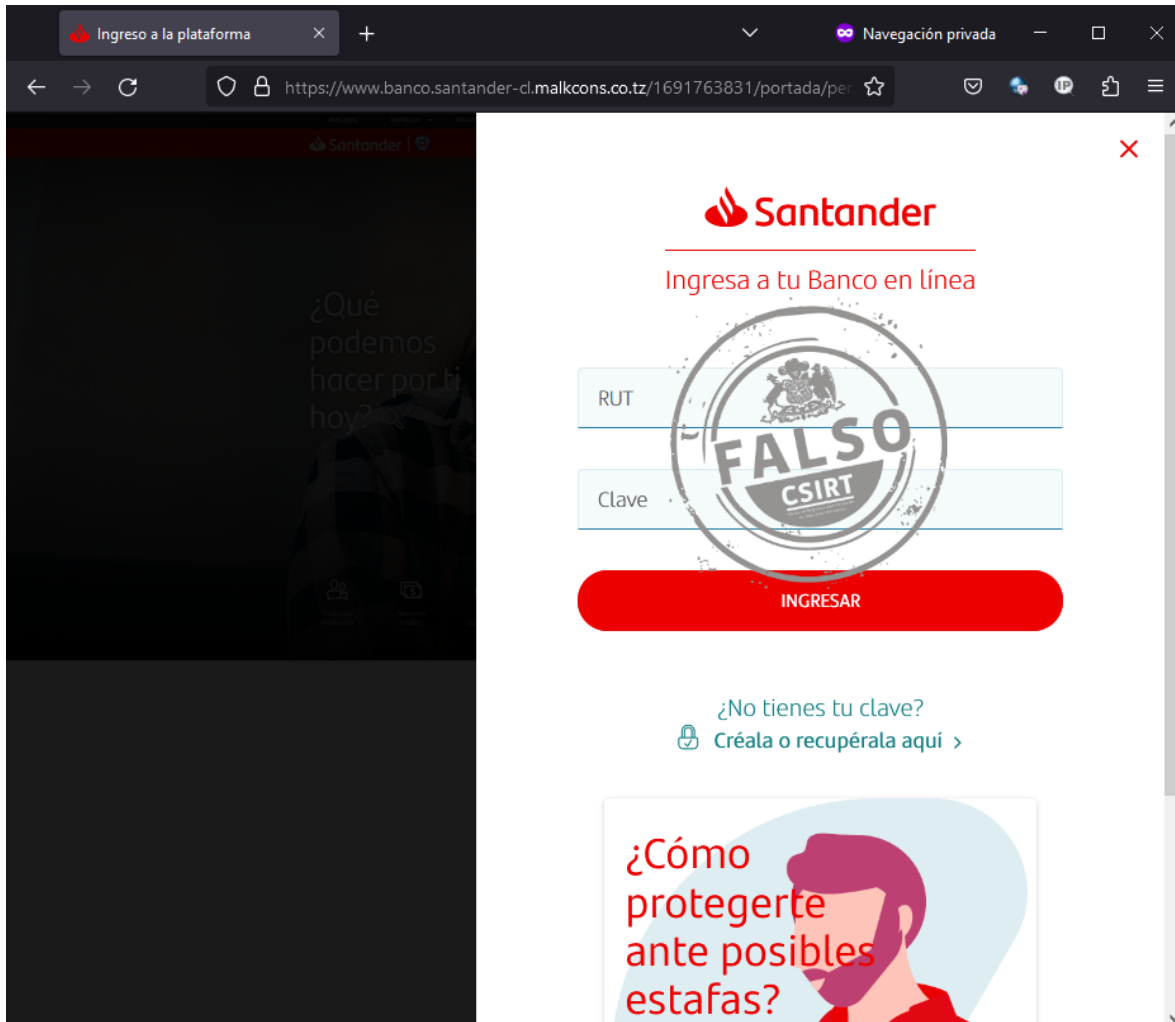 Ingreso a la plataforma
Navegación privada
https://www.banco.santander-cl.malkcons.co.tz/1691763831/portada/per
Santander
¿Qué
podemos
hacer por ti
hoy?
Santander
Ingresa a tu Banco en línea
RUT
Clave
FALSO
CSIRT
INGRESAR
¿No tienes tu clave?
Créala o recupérala aquí >
¿Cómo
protegerte
ante posibles
estafas?